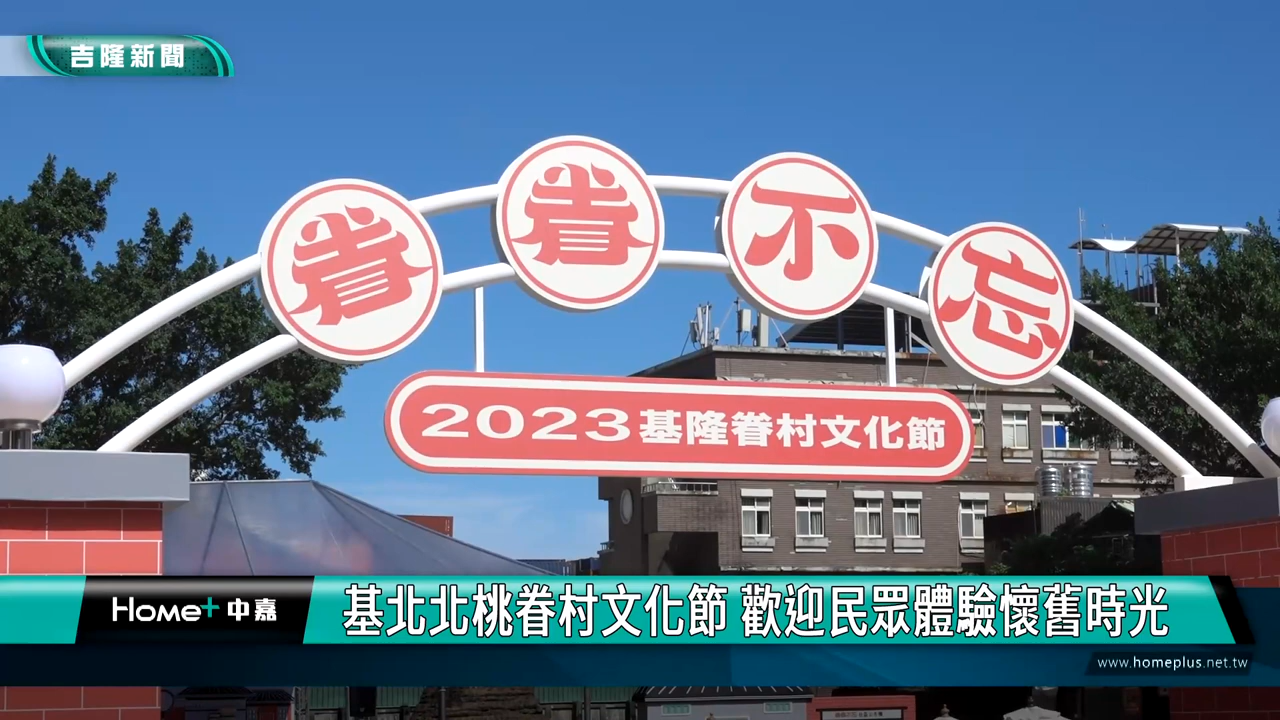 吉隆新聞
眷眷不忘
2023基隆眷村文化節
Home+中嘉
基北北桃眷村文化節 歡迎民眾體驗懷舊時光
www.homeplus.net.tw